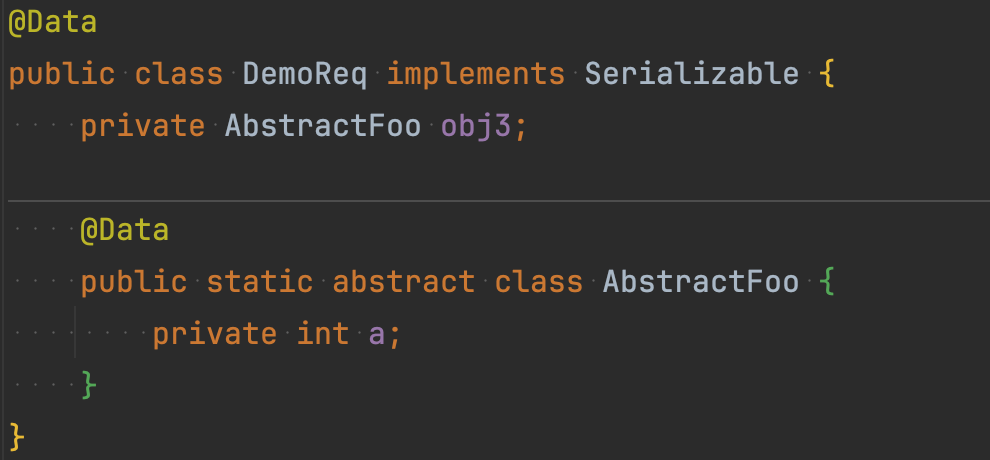 @Data
public class DemoReq implements Serializable {
    private AbstractFoo obj3;
    @Data
    public static abstract class AbstractFoo {
        private int a;
    }
}